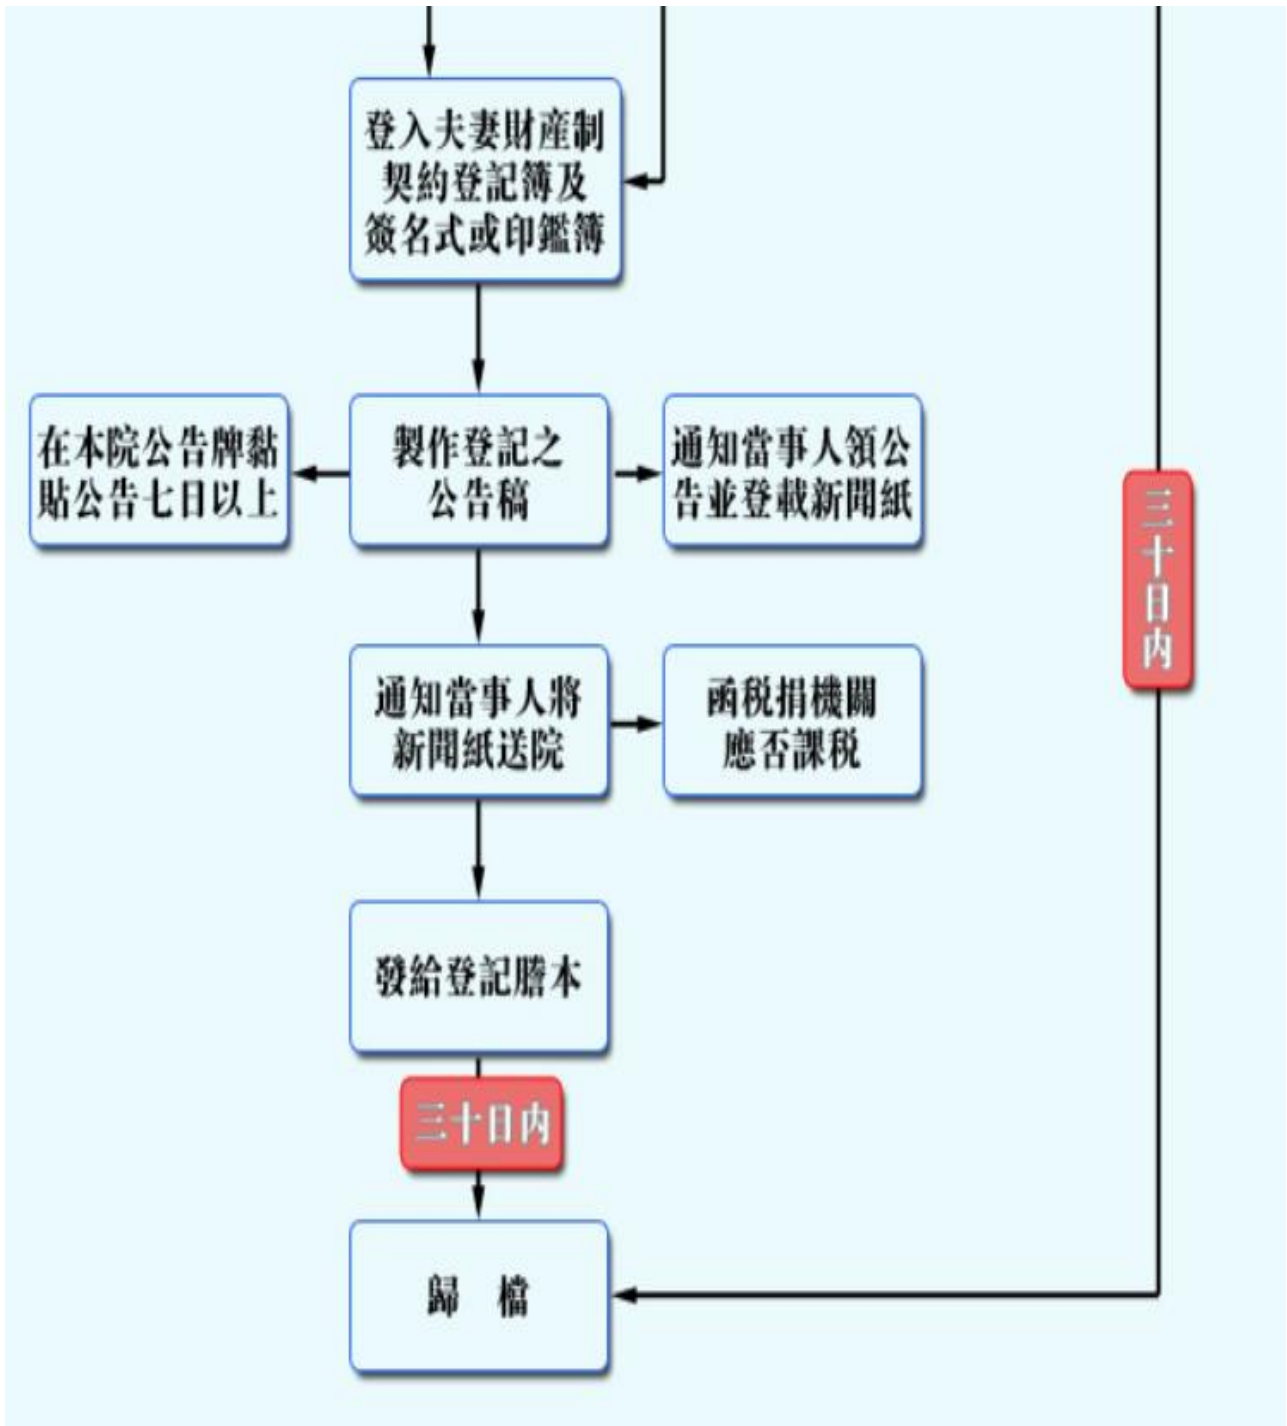 登入夫妻財產制
契約登記簿及
簽名式或印鑑簿
在本院公告牌黏
貼公告七日以上
製作登記之
公告稿
通知當事人領公
告並登載新聞紙
三十日內
通知當事人將
新聞紙送院
函稅捐機關
應否課稅
發給登記謄本
三十日內
歸 檔